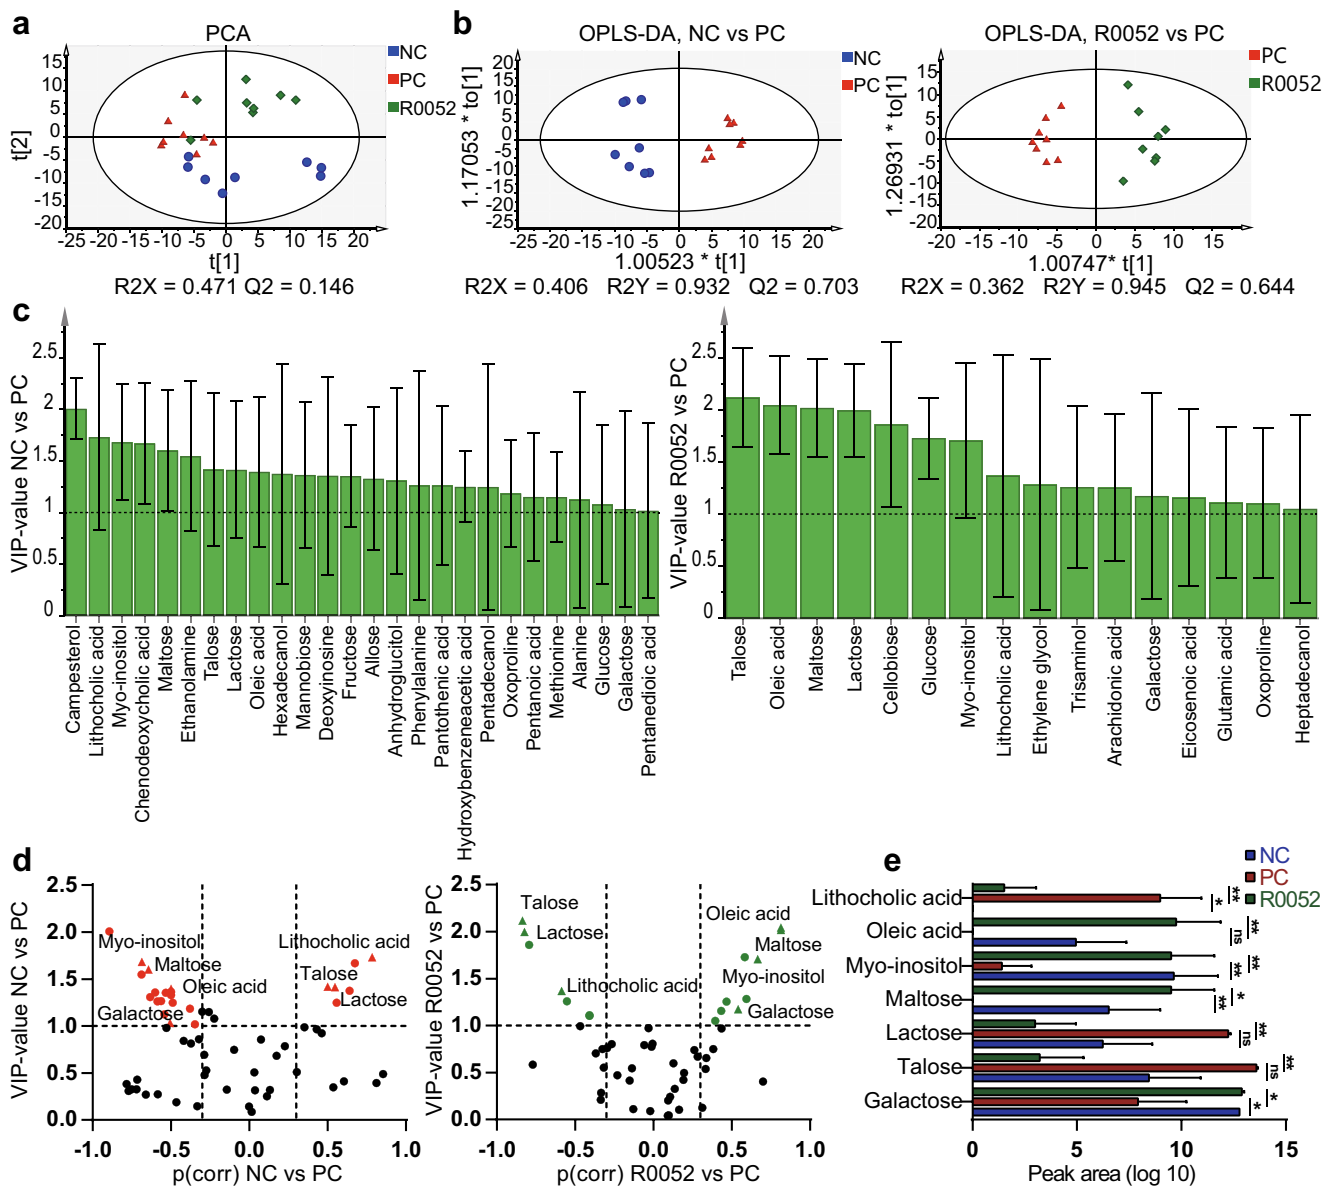 a
PCA
NC
PC
R0052
t[2]
15
10
5
0
-5
-10
-15
-20
-25 -20 -15 -10 -5 0 5 10 15 20
t[1]
R2X = 0.471 Q2 = 0.146
b
OPLS-DA, NC vs PC
NC
PC
1.17053 * to[1]
20
15
10
5
0
-5
-10
-15
-20
-25
-25 -20 -15 -10 -5 0 5 10 15 20
1.00523 * t[1]
R2X = 0.406 R2Y = 0.932 Q2 = 0.703
OPLS-DA, R0052 vs PC
PC
R0052
1.26931 * to[1]
15
10
5
0
-5
-10
-15
-20
-15 -10 -5 0 5 10 15
1.00747* t[1]
R2X = 0.362 R2Y = 0.945 Q2 = 0.644
c
VIP-value NC vs PC
2.5
2
1.5
1
0.5
0
Campesterol
Lithocholic acid
Myo-inositol
Chenodeoxycholic acid
Maltose
Ethanolamine
Talose
Lactose
Oleic acid
Hexadecanol
Mannobiose
Deoxyinosine
Fructose
Allose
Anhydroglucitol
Phenylalanine
Pantothenic acid
Hydroxybenzeneacetic acid
Pentadecanol
Oxoproline
Pentanoic acid
Methionine
Alanine
Glucose
Galactose
Pentanedioic acid
VIP-value R0052 vs PC
2.5
2
1.5
1
0.5
0
Talose
Oleic acid
Maltose
Lactose
Cellobiose
Glucose
Myo-inositol
Lithocholic acid
Ethylene glycol
Trisaminol
Arachidonic acid
Galactose
Eicosenoic acid
Glutamic acid
Oxoproline
Heptadecanol
d
VIP-value NC vs PC
2.5
2.0
1.5
1.0
0.5
0.0
Myo-inositol
Maltose
Oleic acid
Galactose
Lithocholic acid
Talose
Lactose
-1.0 -0.5 0.0 0.5 1.0
p(corr) NC vs PC
VIP-value R0052 vs PC
2.5
2.0
1.5
1.0
0.5
0.0
Talose
Lactose
Lithocholic acid
Oleic acid
Maltose
Myo-inositol
Galactose
-1.0 -0.5 0.0 0.5 1.0
p(corr) R0052 vs PC
e
NC
PC
R0052
Lithocholic acid
* **
Oleic acid
ns **
Myo-inositol
** **
Maltose
** *
Lactose
ns **
Talose
ns **
Galactose
* *
0 5 10 15
Peak area (log 10)